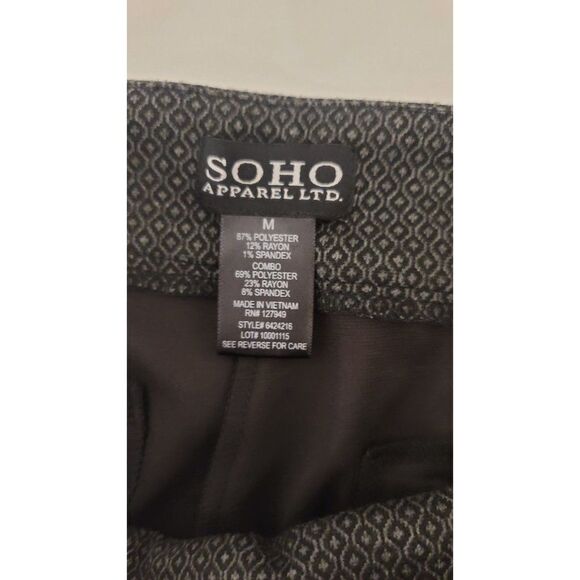 SOHO
APPAREL LTD.
M
87% POLYESTER
12% RAYON
1% SPANDEX
COMBO
69% POLYESTER
23% RAYON
8% SPANDEX
MADE IN VIETNAM
RN# 127949
STYLE# 6424216
LOT# 10001115
SEE REVERSE FOR CARE